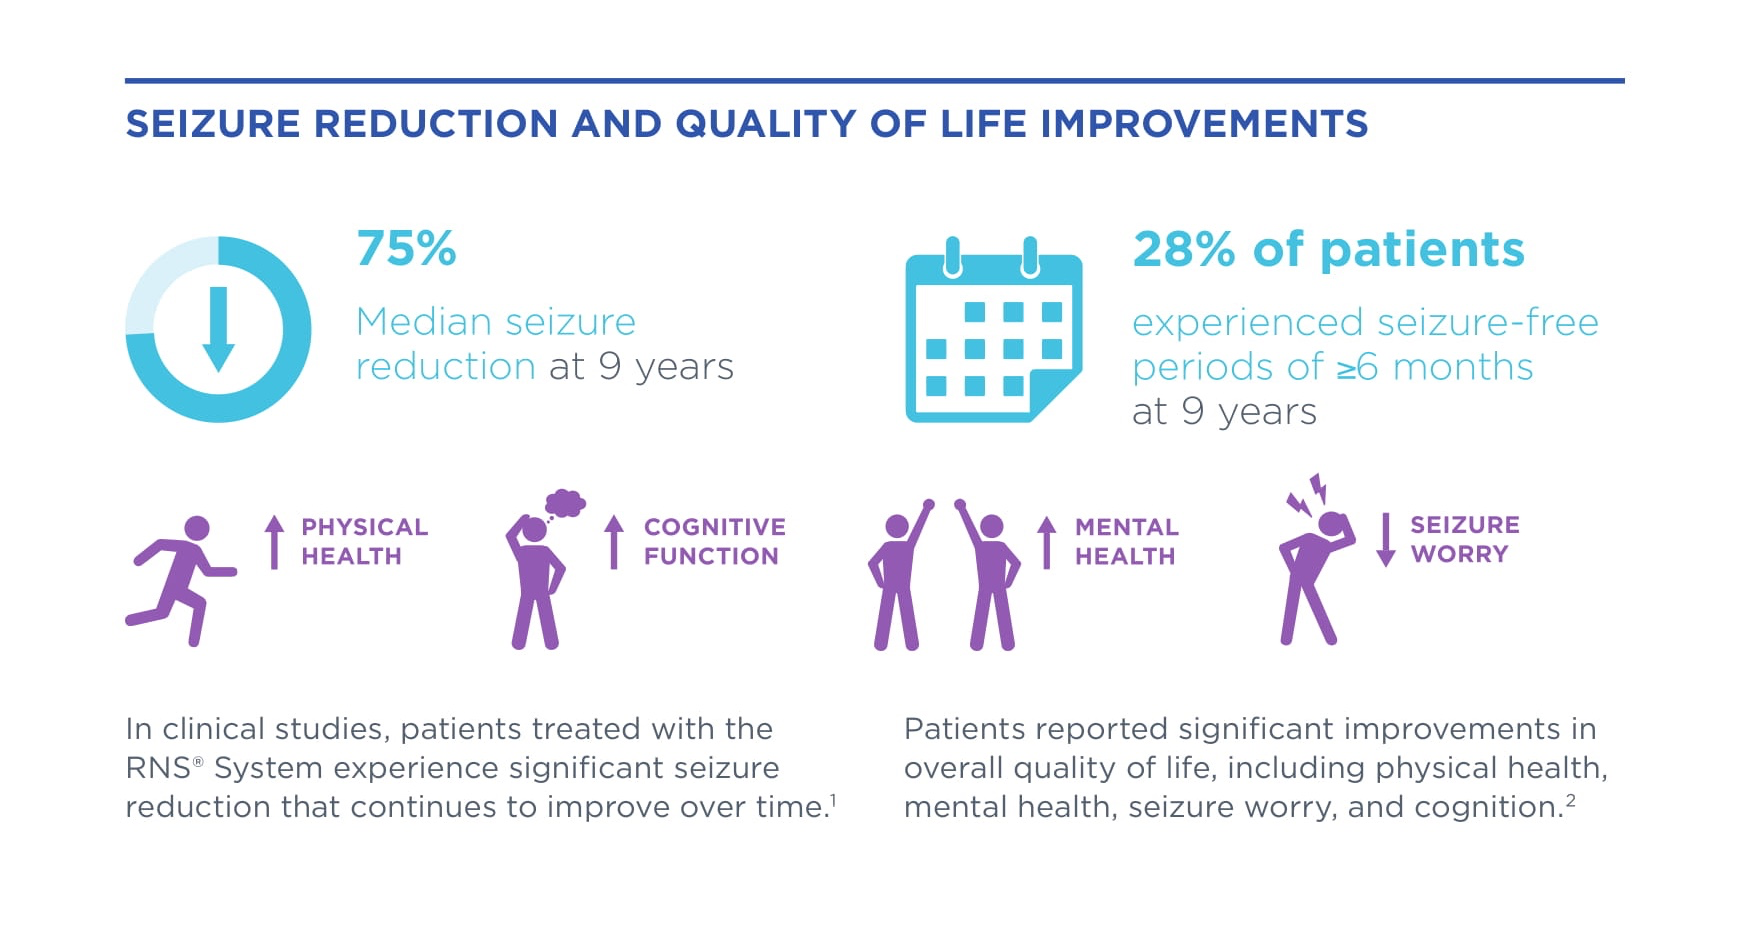 SEIZURE REDUCTION AND QUALITY OF LIFE IMPROVEMENTS
75%
Median seizure
reduction at 9 years
28% of patients
experienced seizure-free
periods of ≥6 months
at 9 years
PHYSICAL
HEALTH
COGNITIVE
FUNCTION
MENTAL
HEALTH
SEIZURE
WORRY
In clinical studies, patients treated with the
RNS® System experience significant seizure
reduction that continues to improve over time.¹
Patients reported significant improvements in
overall quality of life, including physical health,
mental health, seizure worry, and cognition.²